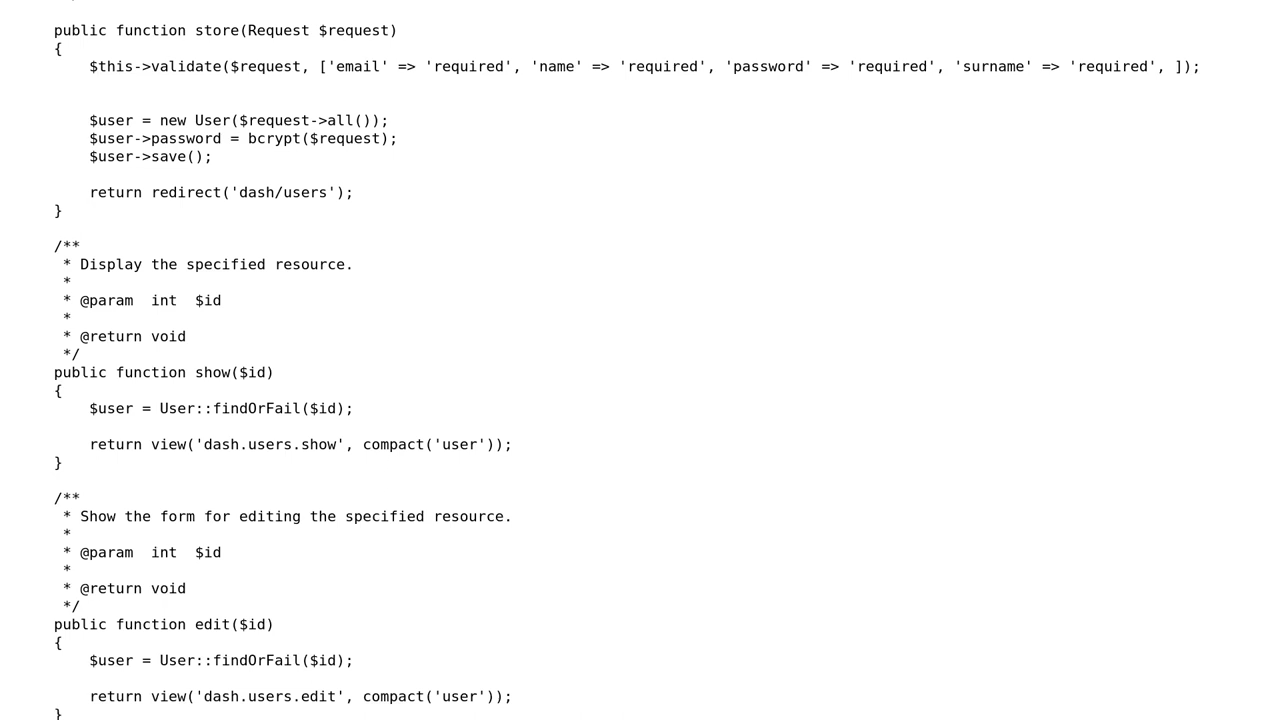 public function store(Request $request)
{
    $this->validate($request, ['email' => 'required', 'name' => 'required', 'password' => 'required', 'surname' => 'required', ]);


    $user = new User($request->all());
    $user->password = bcrypt($request);
    $user->save();

    return redirect('dash/users');
}

/**
 * Display the specified resource.
 *
 * @param  int  $id
 *
 * @return void
 */
public function show($id)
{
    $user = User::findOrFail($id);

    return view('dash.users.show', compact('user'));
}

/**
 * Show the form for editing the specified resource.
 *
 * @param  int  $id
 *
 * @return void
 */
public function edit($id)
{
    $user = User::findOrFail($id);

    return view('dash.users.edit', compact('user'));
}